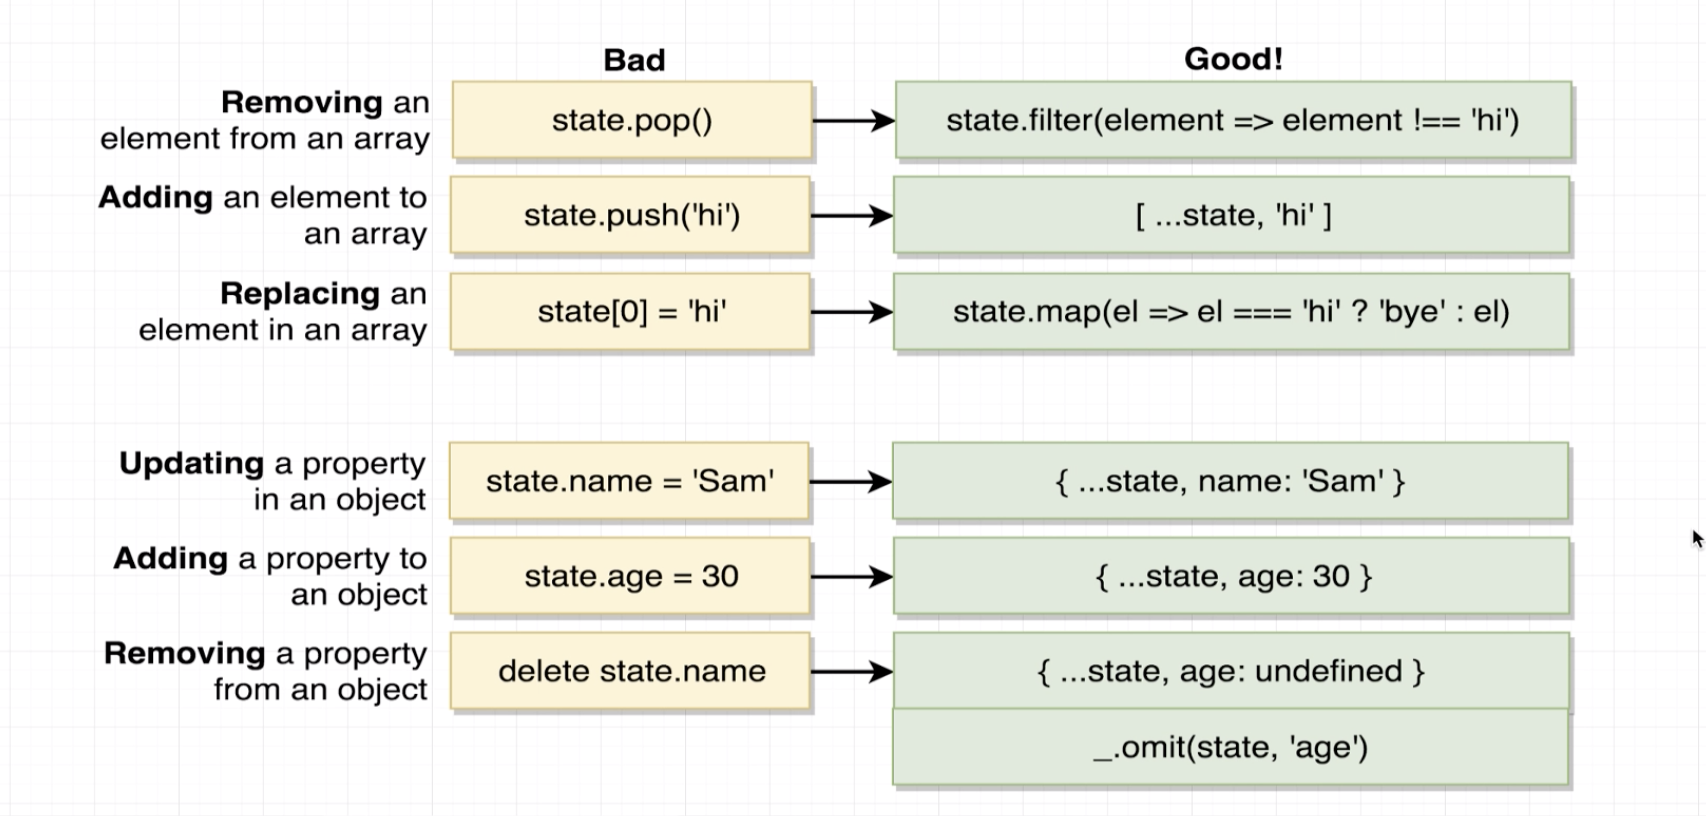 Bad
Good!
Removing an
element from an array
state.pop()
state.filter(element => element !== 'hi')
Adding an element to
an array
state.push('hi')
[ ...state, 'hi' ]
Replacing an
element in an array
state[0] = 'hi'
state.map(el => el === 'hi' ? 'bye' : el)
Updating a property
in an object
state.name = 'Sam'
{ ...state, name: 'Sam' }
Adding a property to
an object
state.age = 30
{ ...state, age: 30 }
Removing a property
from an object
delete state.name
{ ...state, age: undefined }
_.omit(state, 'age')